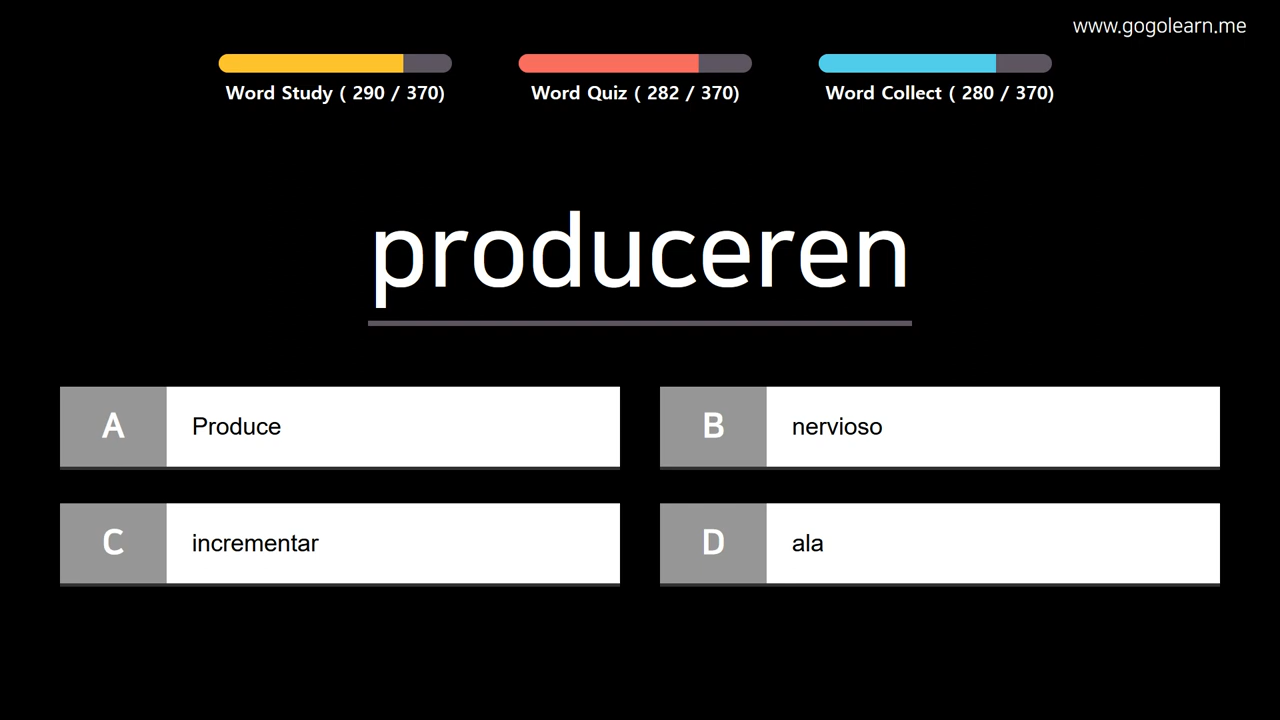 www.gogolearn.me
Word Study ( 290 / 370)
Word Quiz ( 282 / 370)
Word Collect ( 280 / 370)
produceren
A Produce
B nervioso
C incrementar
D ala